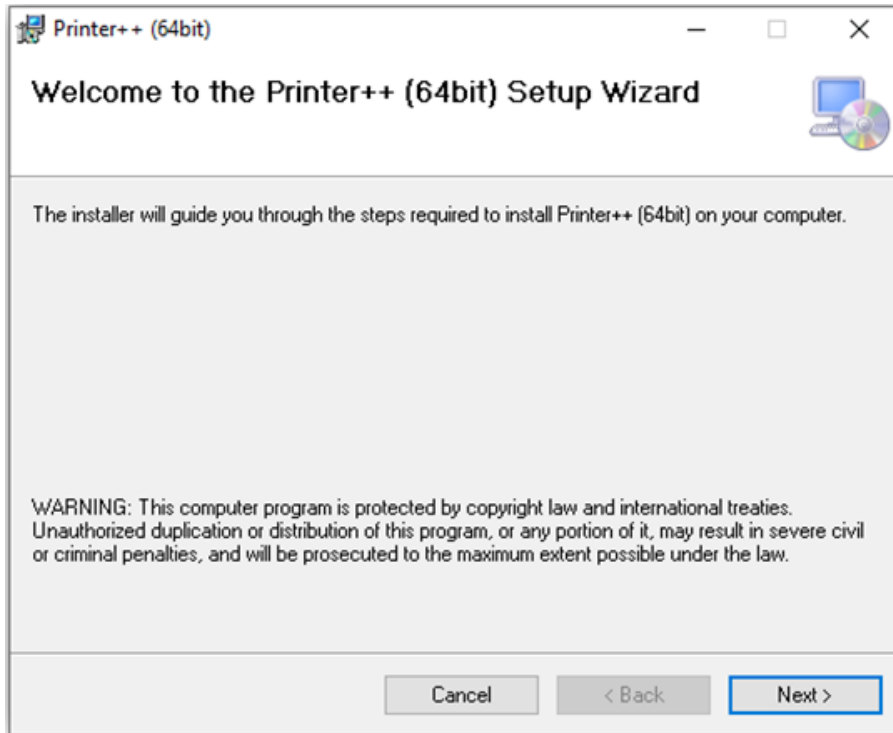 Printer++ (64bit)
Welcome to the Printer++ (64bit) Setup Wizard
The installer will guide you through the steps required to install Printer++ (64bit) on your computer.
WARNING: This computer program is protected by copyright law and international treaties.
Unauthorized duplication or distribution of this program, or any portion of it, may result in severe civil
or criminal penalties, and will be prosecuted to the maximum extent possible under the law.
Cancel
< Back
Next >